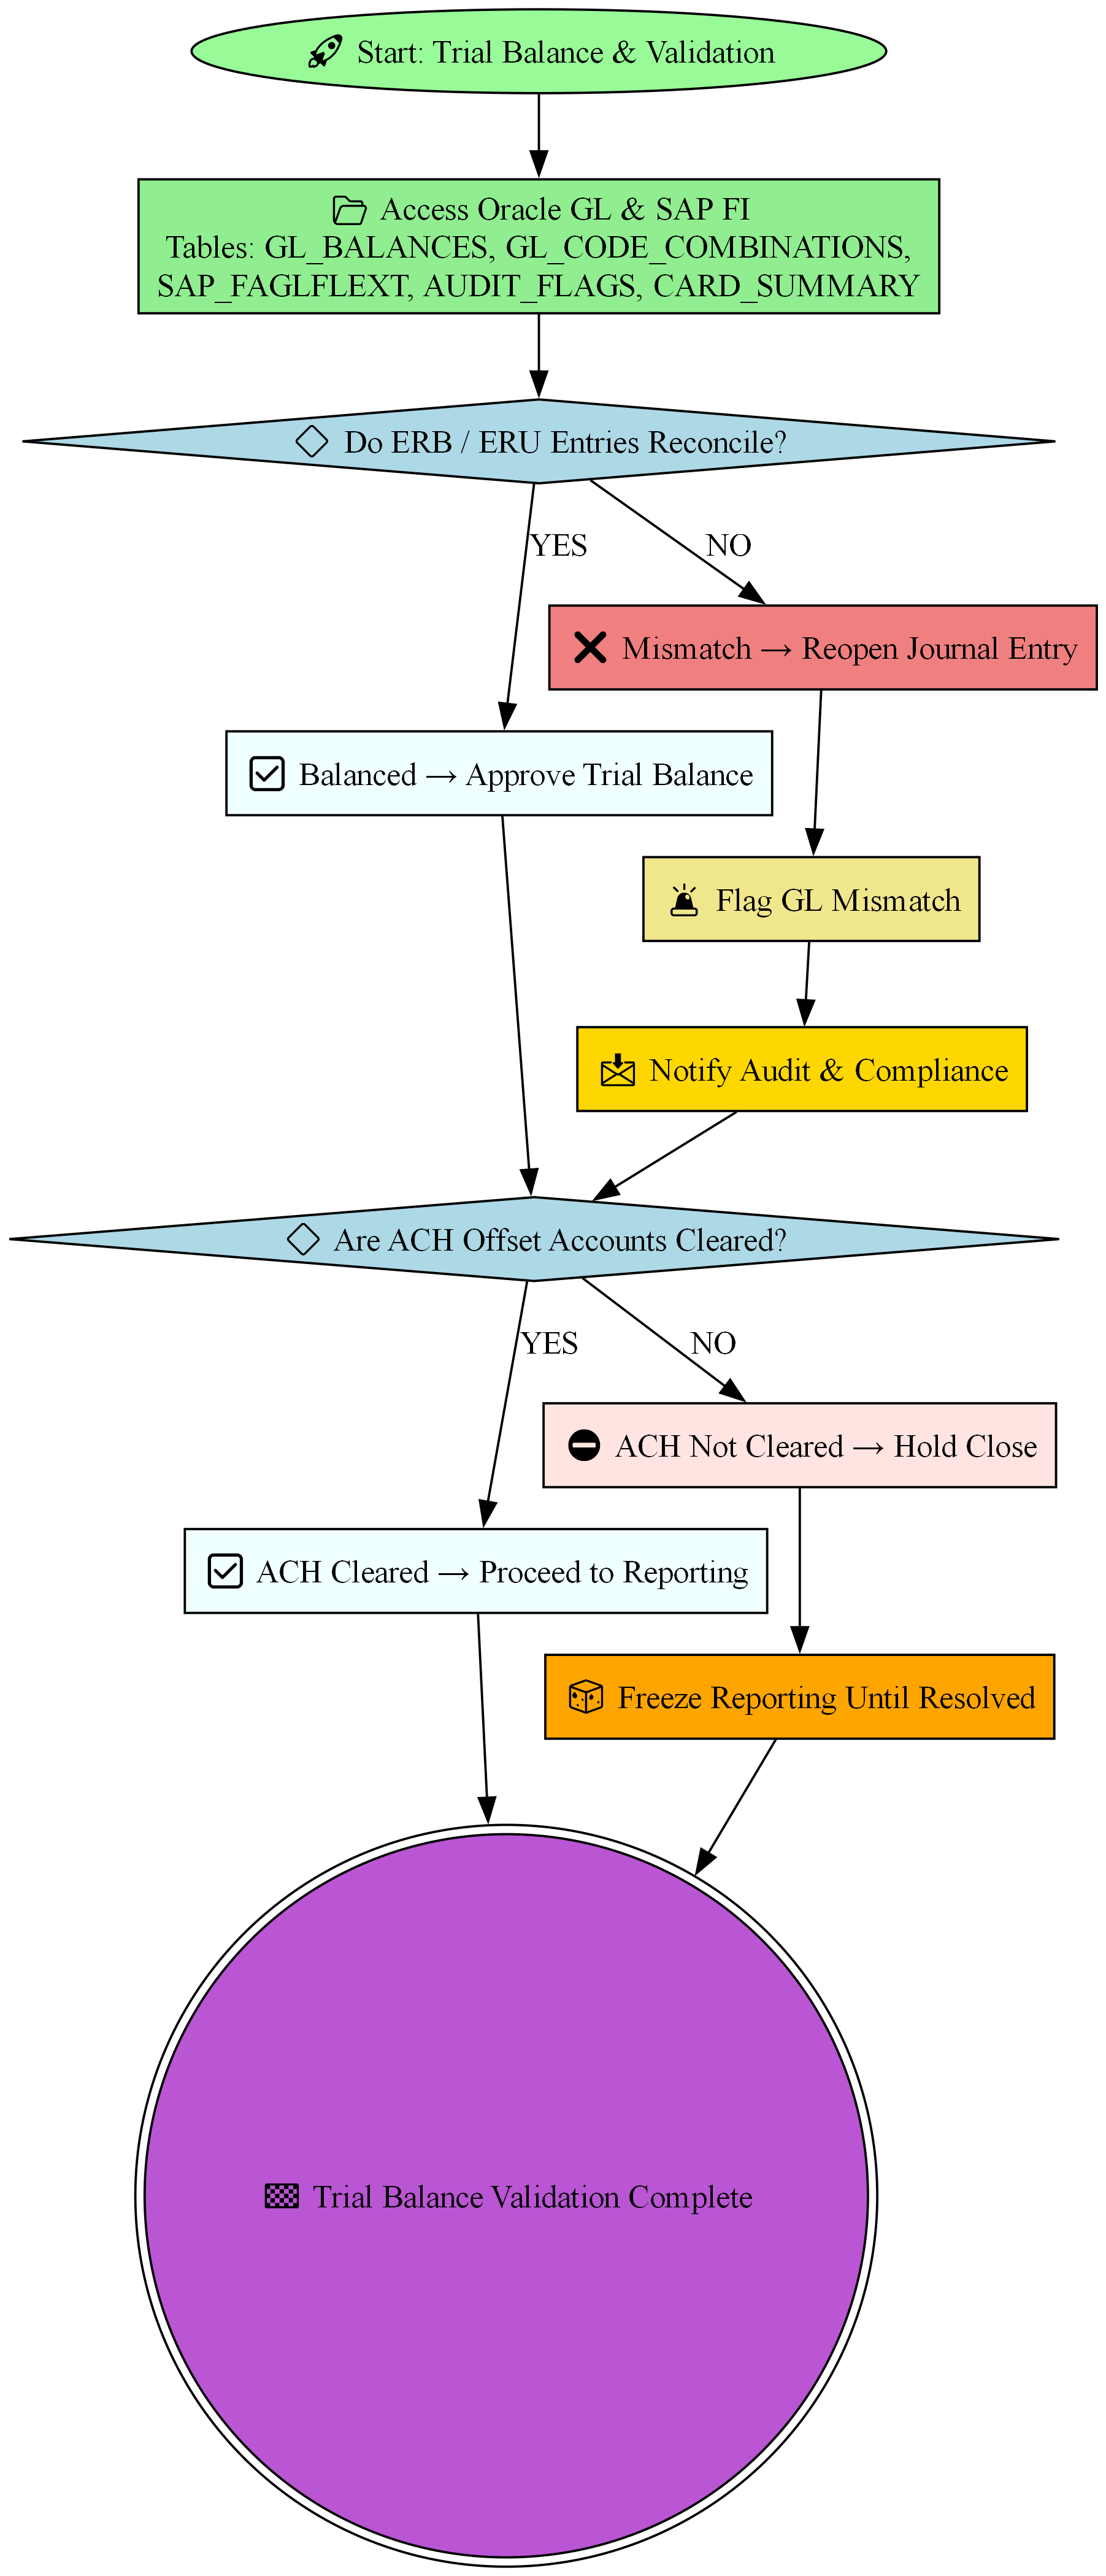 Start: Trial Balance & Validation
Access Oracle GL & SAP FI
Tables: GL_BALANCES, GL_CODE_COMBINATIONS,
SAP_FAGLFLEXT, AUDIT_FLAGS, CARD_SUMMARY
Do ERB / ERU Entries Reconcile?
YES
NO
Mismatch → Reopen Journal Entry
Balanced → Approve Trial Balance
Flag GL Mismatch
Notify Audit & Compliance
Are ACH Offset Accounts Cleared?
YES
NO
ACH Not Cleared → Hold Close
ACH Cleared → Proceed to Reporting
Freeze Reporting Until Resolved
Trial Balance Validation Complete